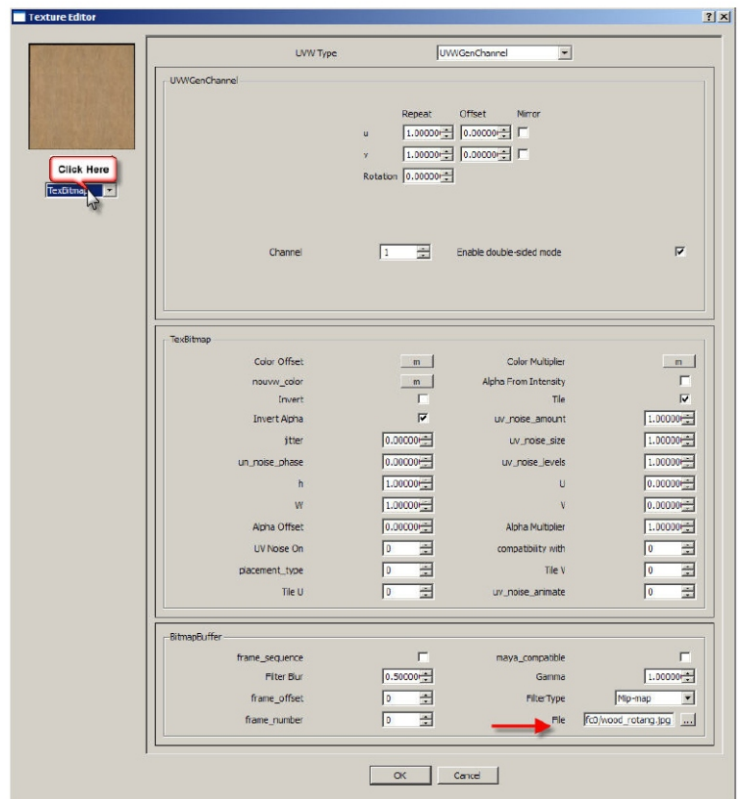 Texture Editor
UVW Type UVWGenChannel
UVWGenChannel
Repeat Offset Mirror
u 1.00000 0.00000
v 1.00000 0.00000
Rotation 0.00000
Click Here
TexBitmap
Channel 1 Enable double-sided mode
TexBitmap
Color Offset m Color Multiplier m
nouvw_color m Alpha From Intensity
Invert Tile
Invert Alpha uv_noise_amount 1.00000
jitter 0.00000 uv_noise_size 1.00000
un_noise_phase 0.00000 uv_noise_levels 1.00000
h 1.00000 U 0.00000
W 1.00000 V 0.00000
Alpha Offset 0.00000 Alpha Multiplier 1.00000
UV Noise On 0 compatibility with 0
placement_type 0 Tile V 0
Tile U 0 uv_noise_animate 0
BitmapBuffer
frame_sequence maya_compatible
Filter Blur 0.50000 Gamma 1.00000
frame_offset 0 FilterType Mip-map
frame_number 0 File fc0/wood_rotang.jpg ...
OK Cancel